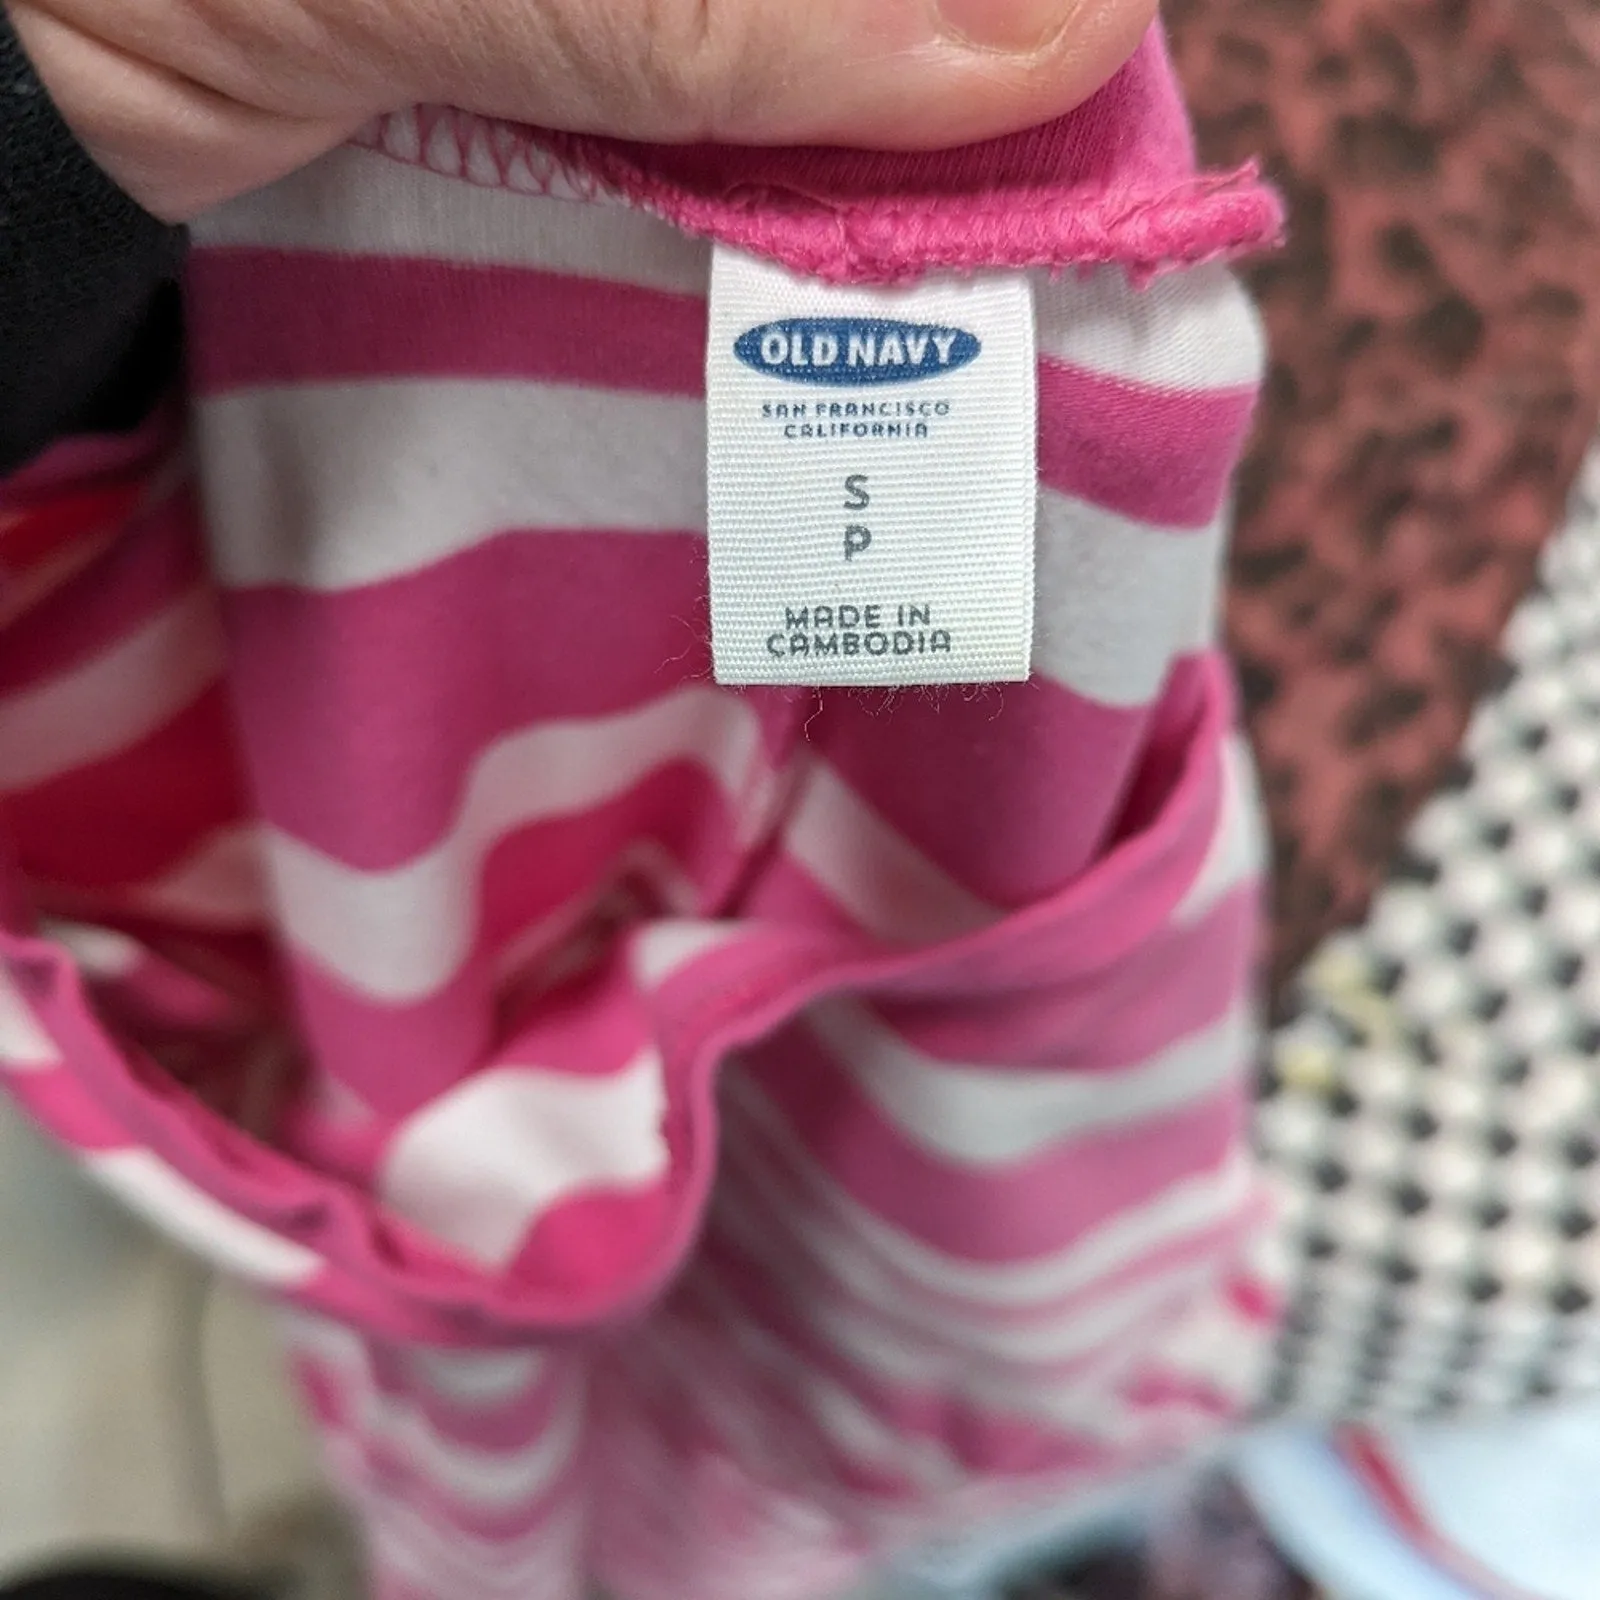 OLD NAVY
SAN FRANCISCO
CALIFORNIA
S
P
MADE IN
CAMBODIA